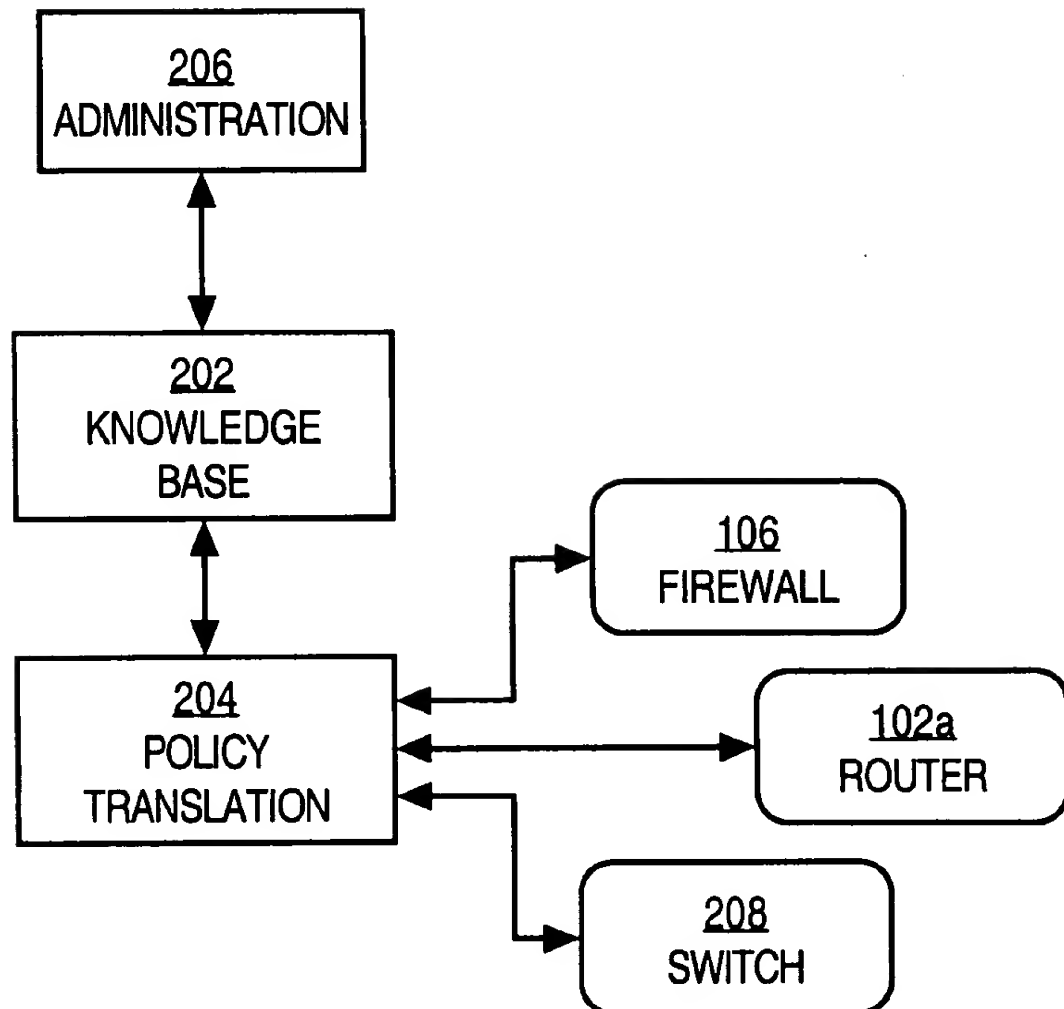 206
ADMINISTRATION
202
KNOWLEDGE
BASE
106
FIREWALL
204
POLICY
TRANSLATION
102a
ROUTER
208
SWITCH